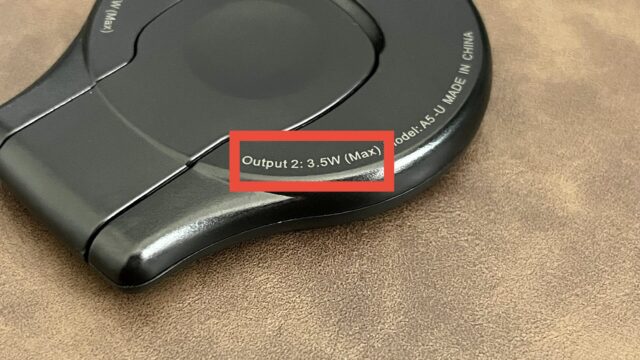 W (Max)
Output 2: 3.5W (Max)
odel: A5-U MADE IN CHINA